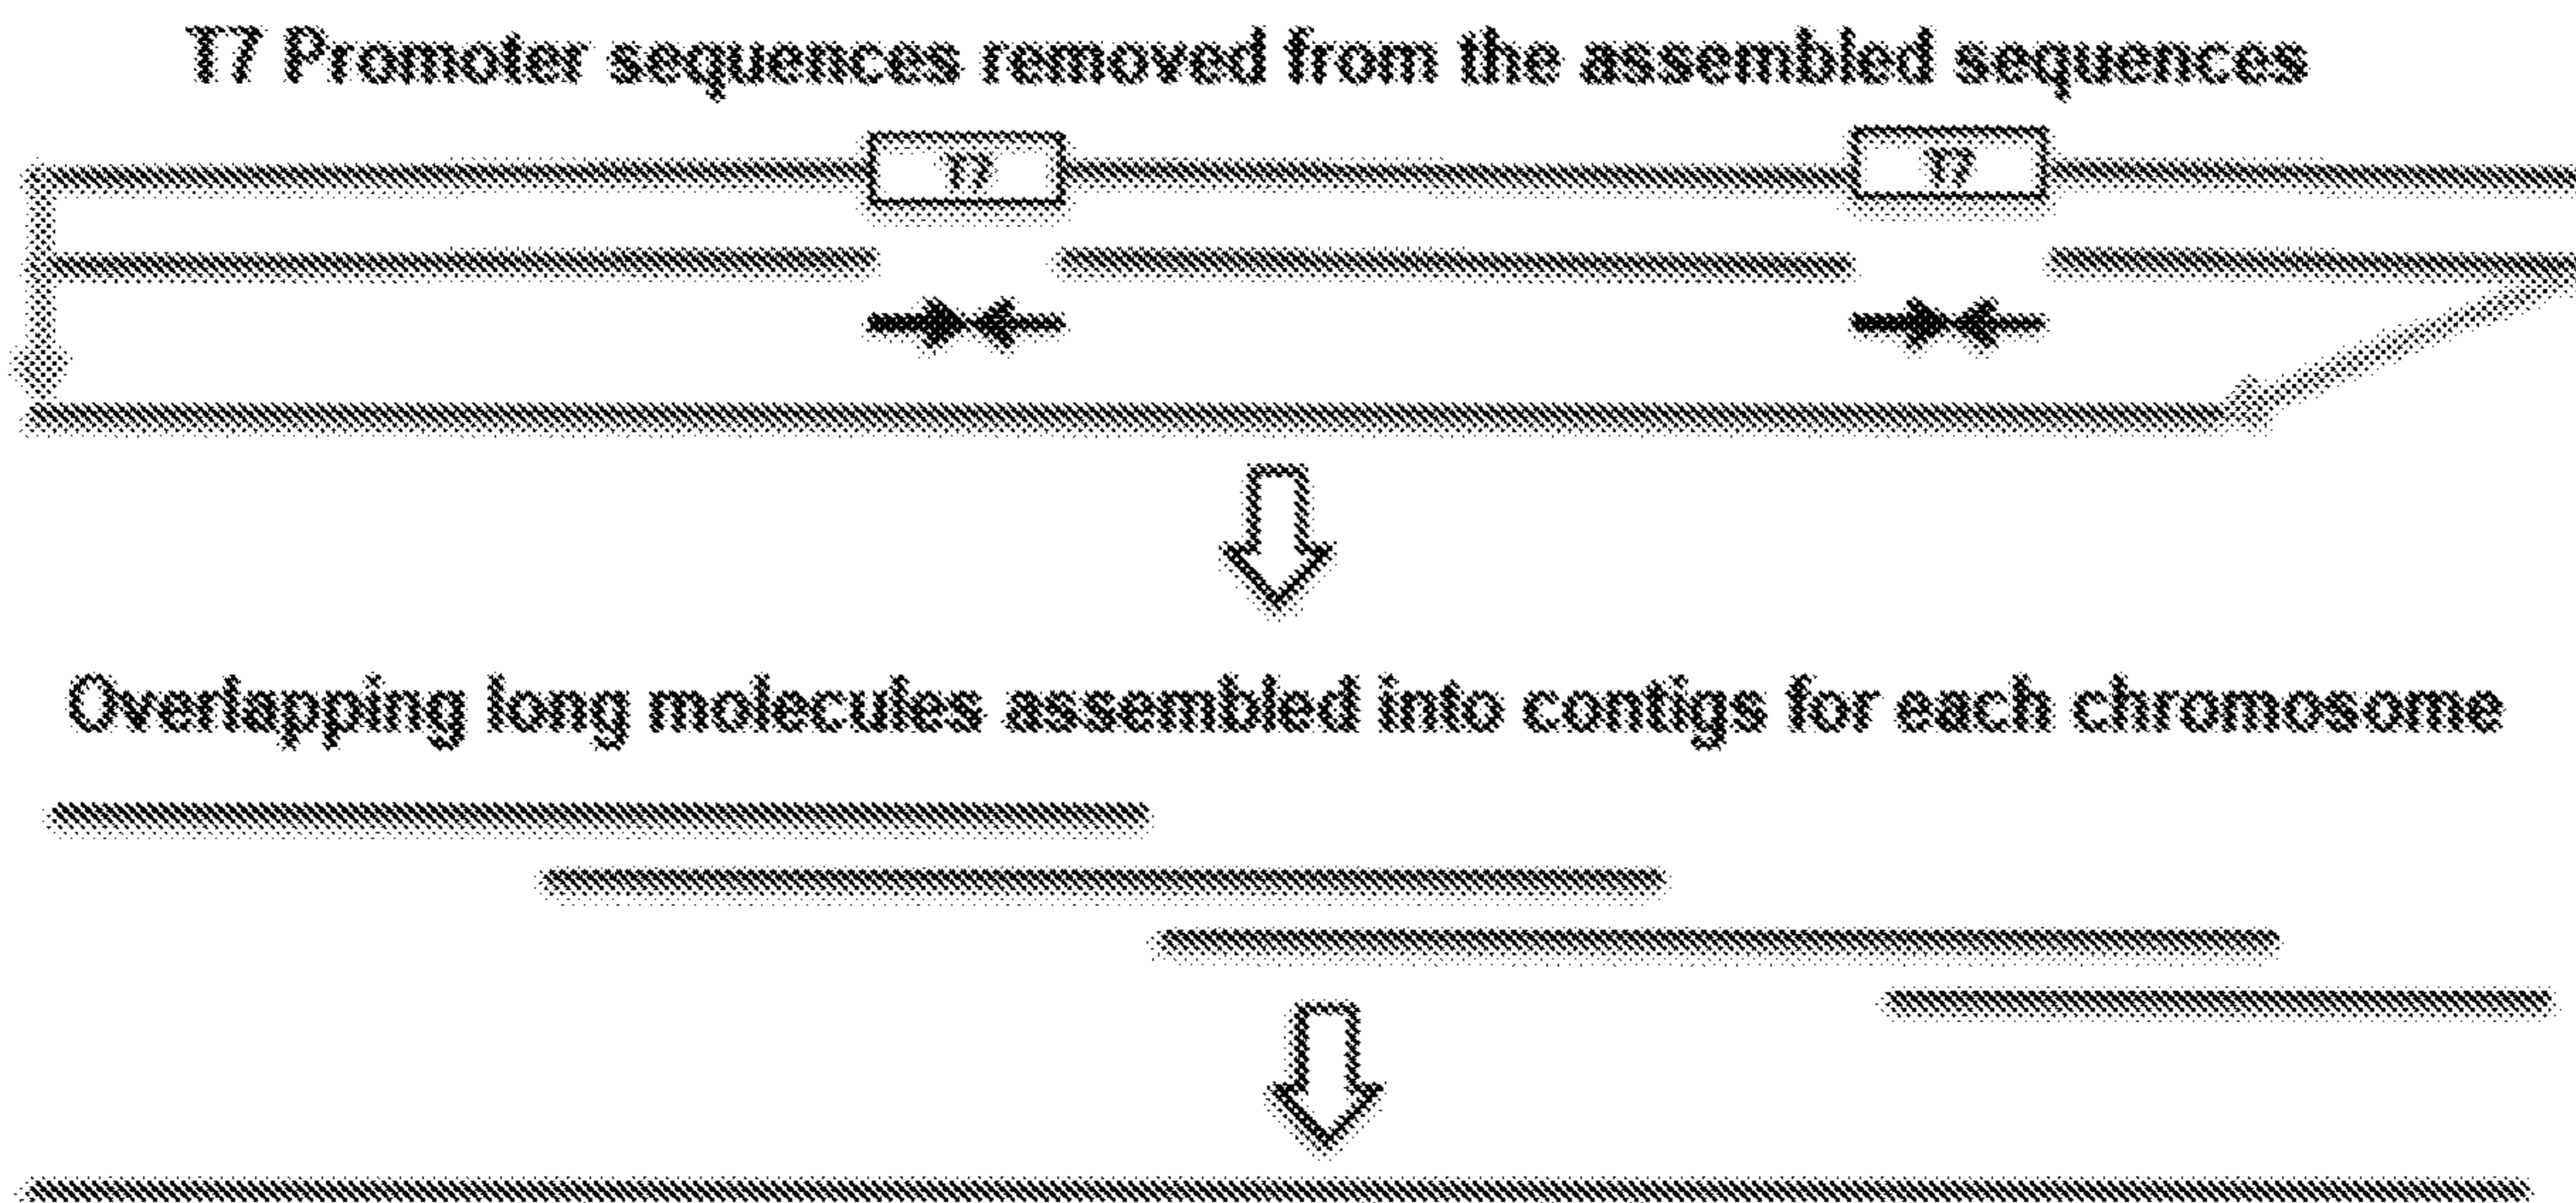 T7 Promoter sequences removed from the assembled sequences
T7 T7
Overlapping long molecules assembled into contigs for each chromosome